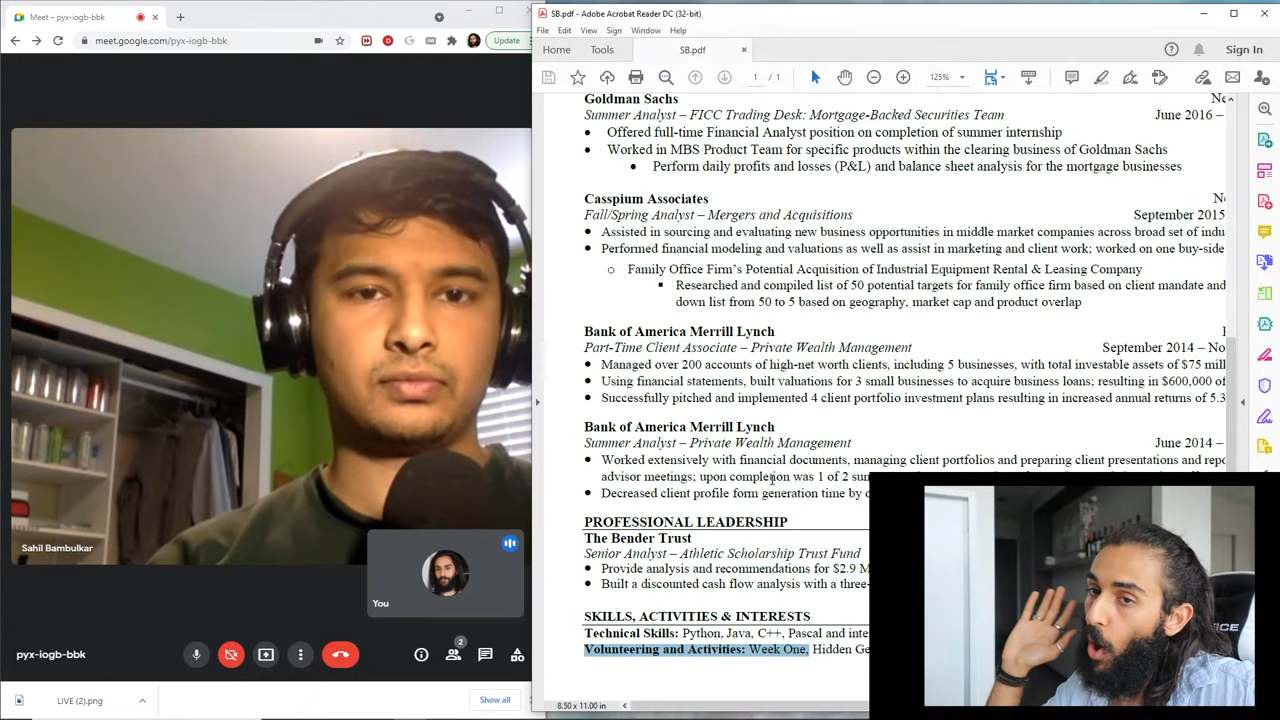 Meet – pyx-iogb-bbk
SB.pdf - Adobe Acrobat Reader DC (32-bit)
File Edit View Sign Window Help
meet.google.com/pyx-iogb-bbk
Update
Home Tools SB.pdf Sign In
1 / 1 125%
Goldman Sachs
Summer Analyst – FICC Trading Desk: Mortgage-Backed Securities Team June 2016 –
Offered full-time Financial Analyst position on completion of summer internship
Worked in MBS Product Team for specific products within the clearing business of Goldman Sachs
Perform daily profits and losses (P&L) and balance sheet analysis for the mortgage businesses
Casspium Associates
Fall/Spring Analyst – Mergers and Acquisitions September 2015
Assisted in sourcing and evaluating new business opportunities in middle market companies across broad set of indu
Performed financial modeling and valuations as well as assist in marketing and client work; worked on one buy-side
Family Office Firm's Potential Acquisition of Industrial Equipment Rental & Leasing Company
Researched and compiled list of 50 potential targets for family office firm based on client mandate and
down list from 50 to 5 based on geography, market cap and product overlap
Bank of America Merrill Lynch
Part-Time Client Associate – Private Wealth Management September 2014 – No
Managed over 200 accounts of high-net worth clients, including 5 businesses, with total investable assets of $75 mill
Using financial statements, built valuations for 3 small businesses to acquire business loans; resulting in $600,000 of
Successfully pitched and implemented 4 client portfolio investment plans resulting in increased annual returns of 5.3
Bank of America Merrill Lynch
Summer Analyst – Private Wealth Management June 2014 –
Worked extensively with financial documents, managing client portfolios and preparing client presentations and repo
advisor meetings; upon completion was 1 of 2 sum
Decreased client profile form generation time by
PROFESSIONAL LEADERSHIP
The Bender Trust
Senior Analyst – Athletic Scholarship Trust Fund
Provide analysis and recommendations for $2.9 M
Built a discounted cash flow analysis with a three-
SKILLS, ACTIVITIES & INTERESTS
Technical Skills: Python, Java, C++, Pascal and inte
Volunteering and Activities: Week One, Hidden Ge
8.50 x 11.00 in
Sahil Bambulkar
You
pyx-iogb-bbk
2
LIVE (2).png
Show all